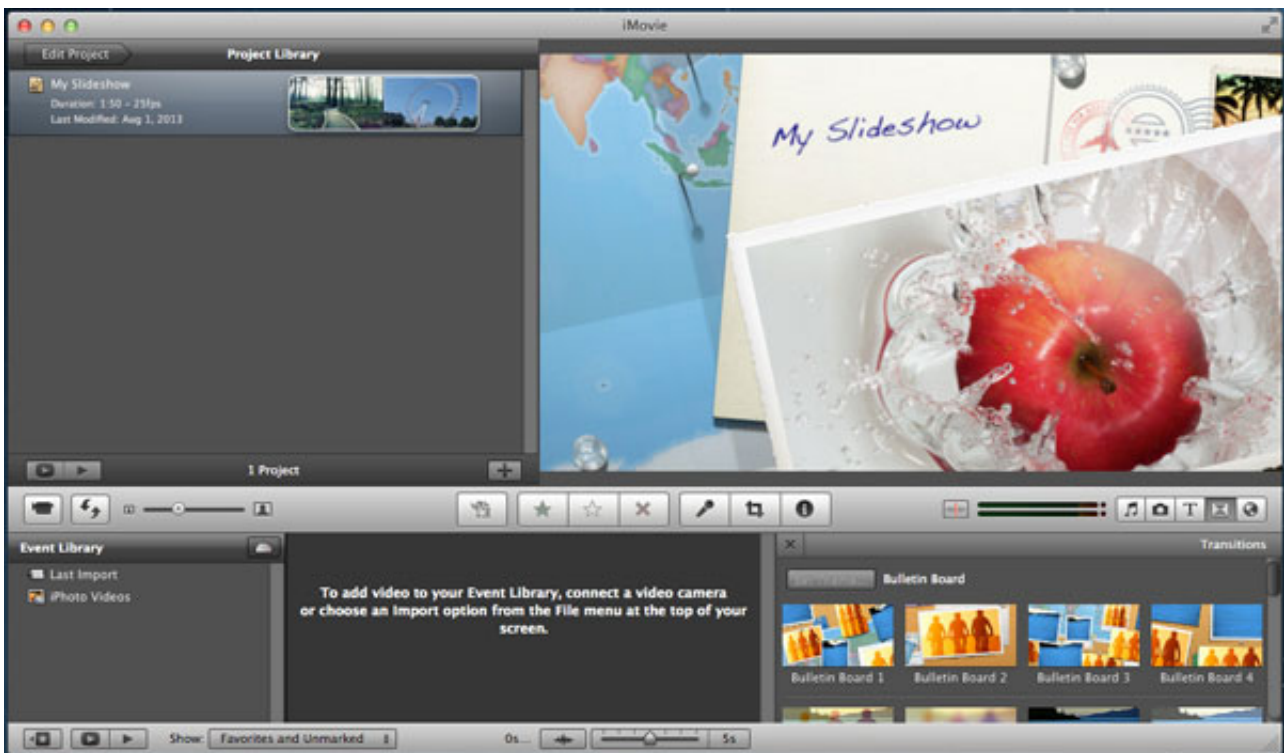 iMovie
Edit Project
Project Library
My Slideshow
Duration: 1:50 – 25fps
Last Modified: Aug 1, 2013
My Slideshow
1 Project
Event Library
Last Import
iPhoto Videos
To add video to your Event Library, connect a video camera
or choose an Import option from the File menu at the top of your
screen.
T
Transitions
Bulletin Board
Bulletin Board 1
Bulletin Board 2
Bulletin Board 3
Bulletin Board 4
Show:
Favorites and Unmarked
0s...
5s